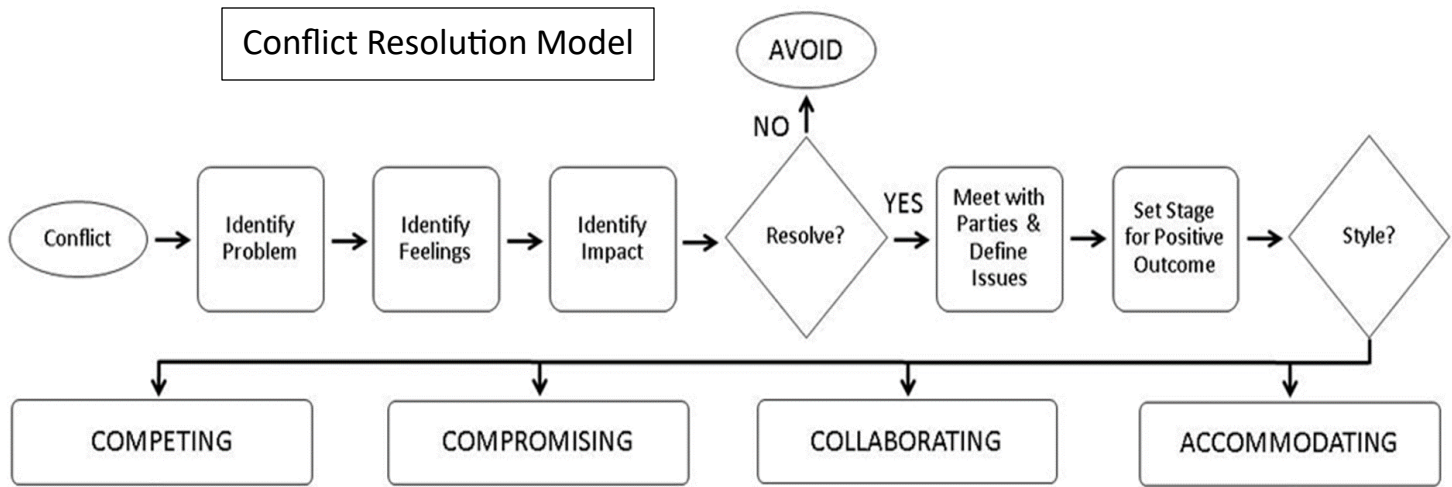 Conflict Resolution Model
AVOID
NO
Conflict
Identify
Problem
Identify
Feelings
Identify
Impact
Resolve?
YES
Meet with
Parties &
Define
Issues
Set Stage
for Positive
Outcome
Style?
COMPETING
COMPROMISING
COLLABORATING
ACCOMMODATING